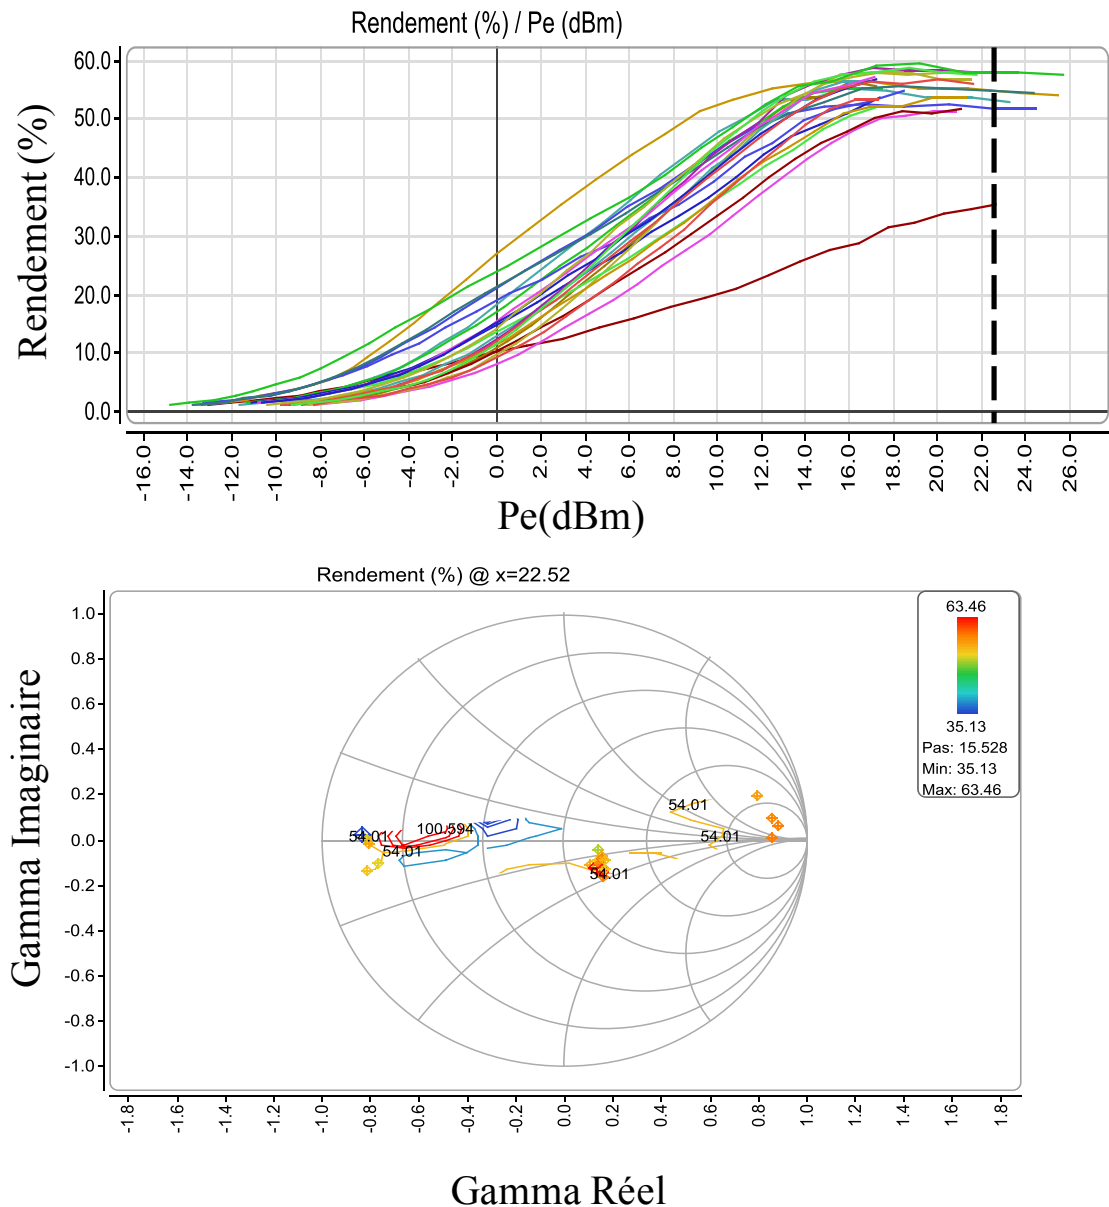 Rendement (%) / Pe (dBm)
Rendement (%)
60.0
50.0
40.0
30.0
20.0
10.0
0.0
-16.0 -14.0 -12.0 -10.0 -8.0 -6.0 -4.0 -2.0 0.0 2.0 4.0 6.0 8.0 10.0 12.0 14.0 16.0 18.0 20.0 22.0 24.0 26.0
Pe(dBm)
Rendement (%) @ x=22.52
Gamma Imaginaire
1.0
0.8
0.6
0.4
0.2
0.0
-0.2
-0.4
-0.6
-0.8
-1.0
63.46
35.13
Pas: 15.528
Min: 35.13
Max: 63.46
54.01
100.594
54.01
54.01
54.01
54.01
-1.8 -1.6 -1.4 -1.2 -1.0 -0.8 -0.6 -0.4 -0.2 0.0 0.2 0.4 0.6 0.8 1.0 1.2 1.4 1.6 1.8
Gamma Réel